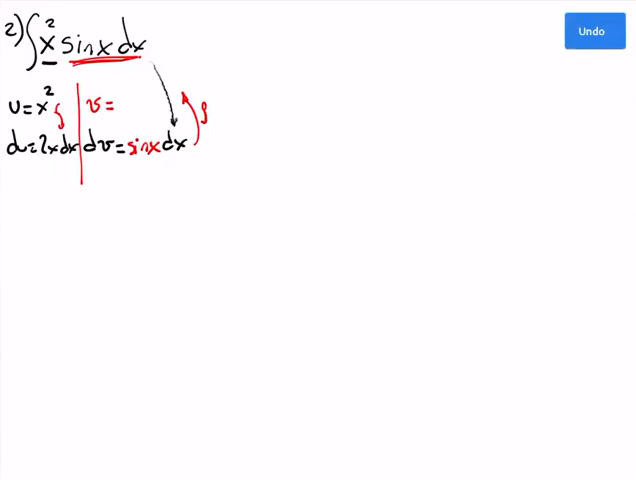 2) ∫ x² sinx dx
u = x² | v =
du = 2x dx | dv = sinx dx
Undo